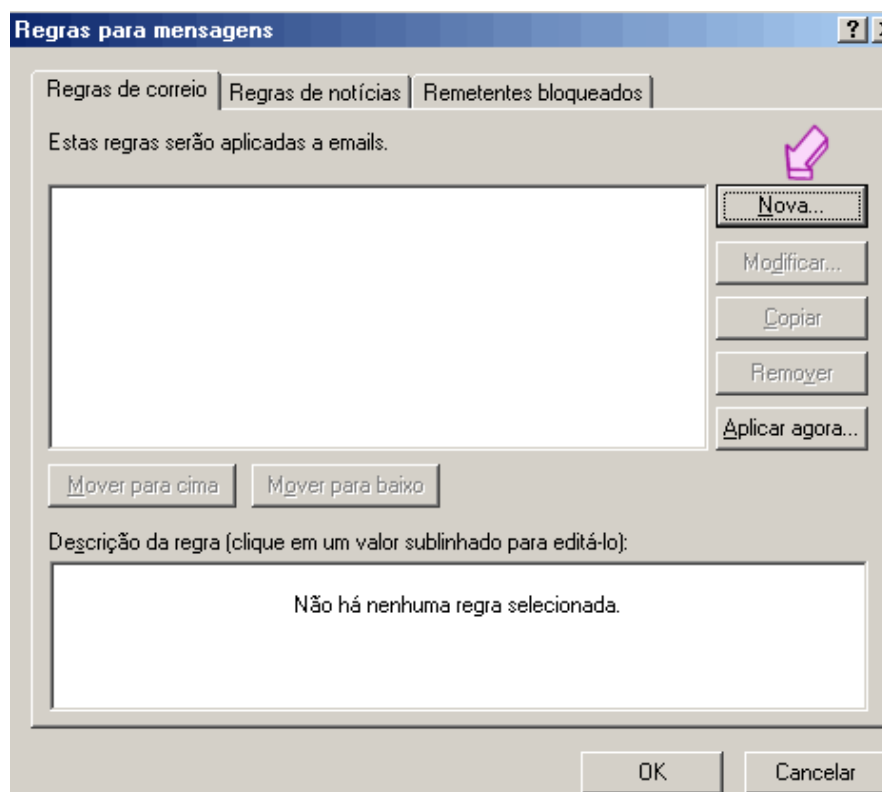 Regras para mensagens
?
Regras de correio Regras de notícias Remetentes bloqueados
Estas regras serão aplicadas a emails.
Nova...
Modificar...
Copiar
Remover
Aplicar agora...
Mover para cima Mover para baixo
Descrição da regra (clique em um valor sublinhado para editá-lo):
Não há nenhuma regra selecionada.
OK Cancelar